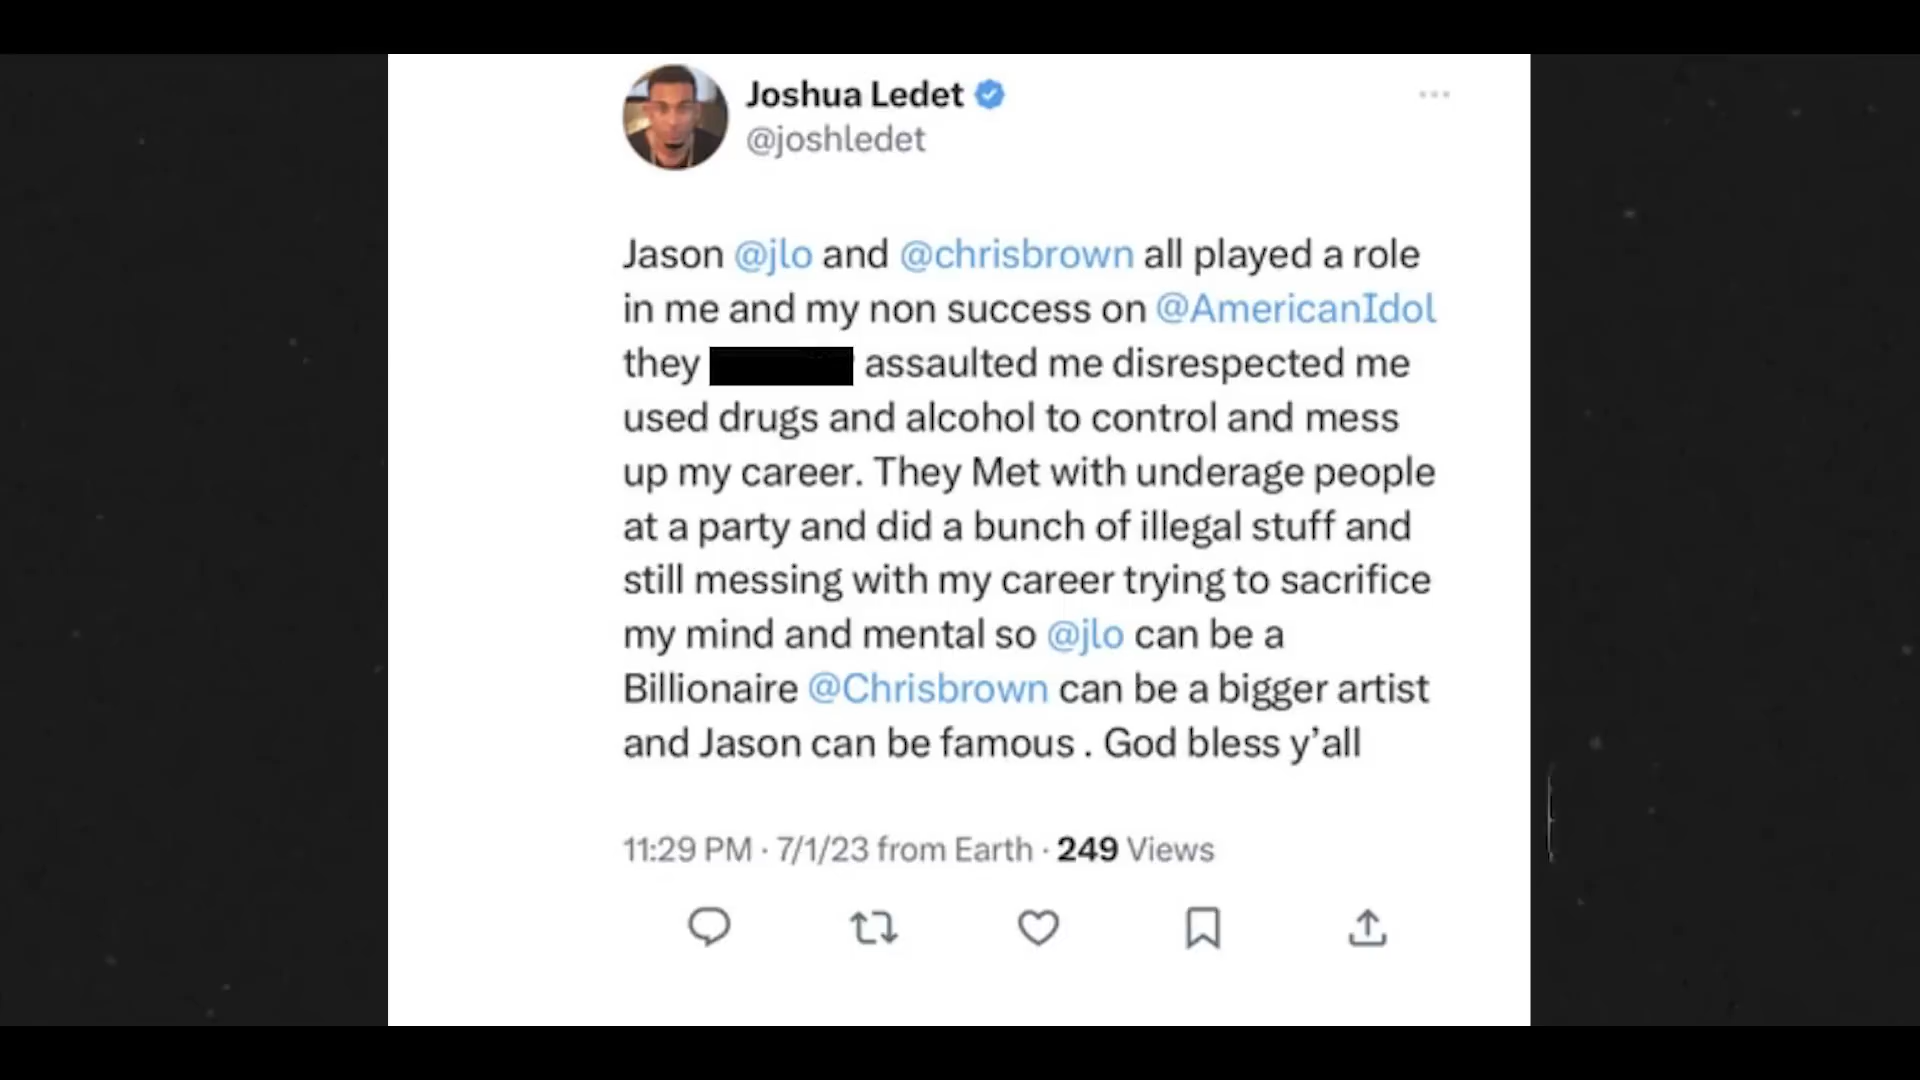 Joshua Ledet
@joshledet
Jason @jlo and @chrisbrown all played a role
in me and my non success on @AmericanIdol
they assaulted me disrespected me
used drugs and alcohol to control and mess
up my career. They Met with underage people
at a party and did a bunch of illegal stuff and
still messing with my career trying to sacrifice
my mind and mental so @jlo can be a
Billionaire @Chrisbrown can be a bigger artist
and Jason can be famous . God bless y’all
11:29 PM · 7/1/23 from Earth · 249 Views